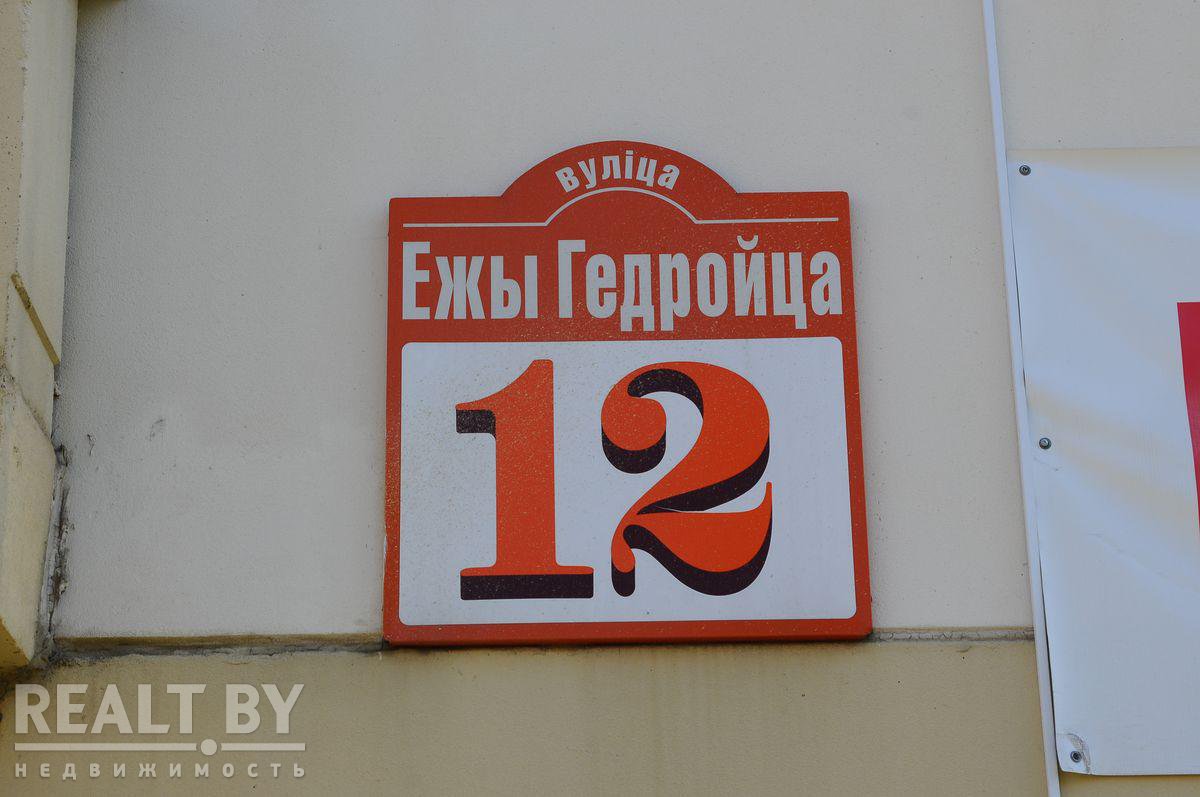 вуліца
Ежы Гедройца
12
REALT.BY
НЕДВИЖИМОСТЬ